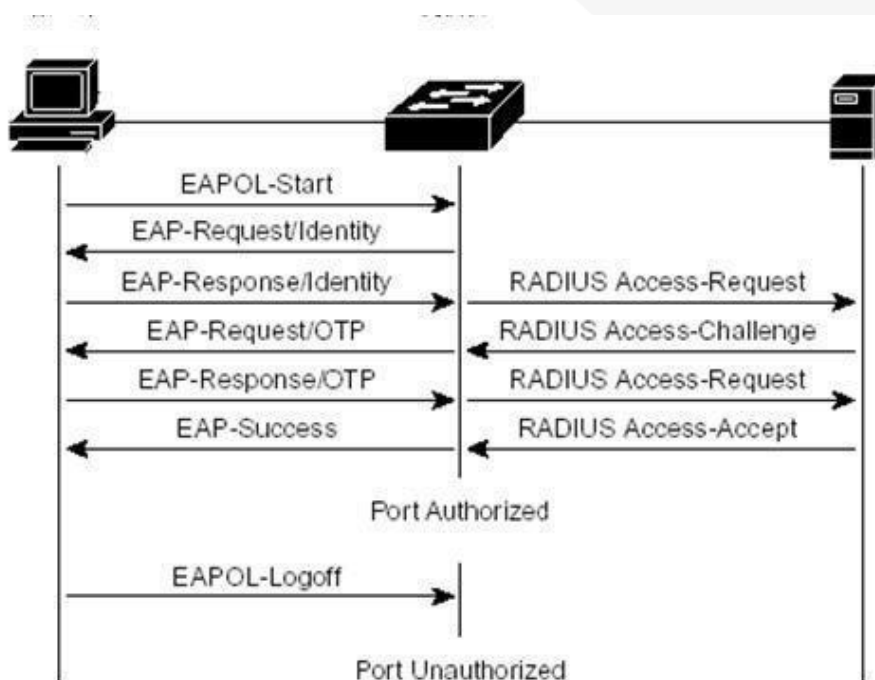 EAPOL-Start
EAP-Request/Identity
EAP-Response/Identity RADIUS Access-Request
EAP-Request/OTP RADIUS Access-Challenge
EAP-Response/OTP RADIUS Access-Request
EAP-Success RADIUS Access-Accept
Port Authorized
EAPOL-Logoff
Port Unauthorized